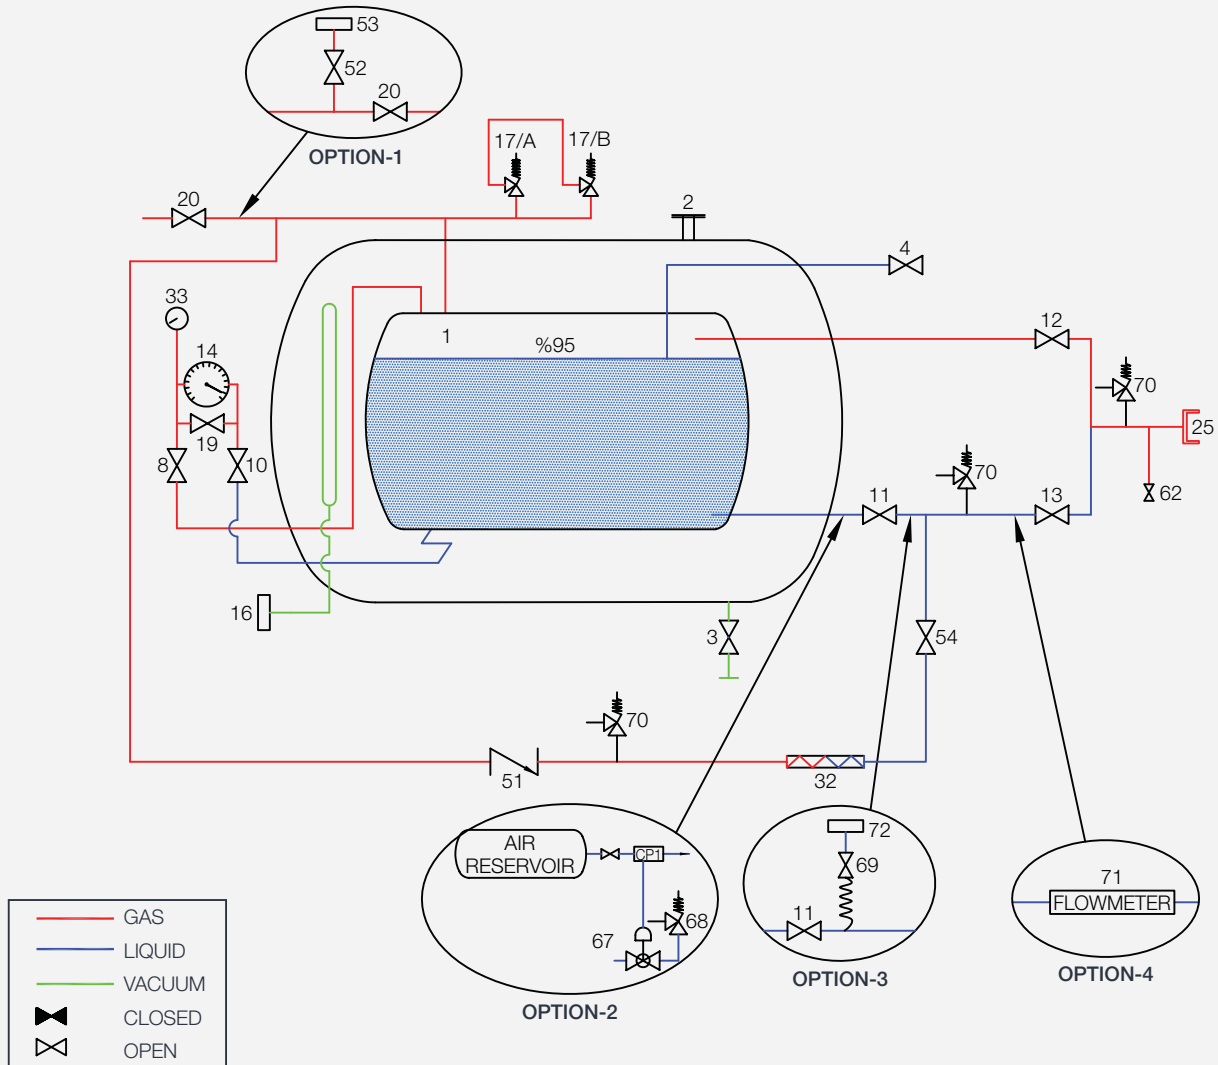 53
52
20
OPTION-1
17/A
17/B
20
2
4
33
1
%95
12
14
70
25
19
8
10
70
62
11
13
16
3
54
70
51
32
AIR
RESERVOIR
CP1
68
67
OPTION-2
72
69
11
OPTION-3
71
FLOWMETER
OPTION-4
GAS
LIQUID
VACUUM
CLOSED
OPEN